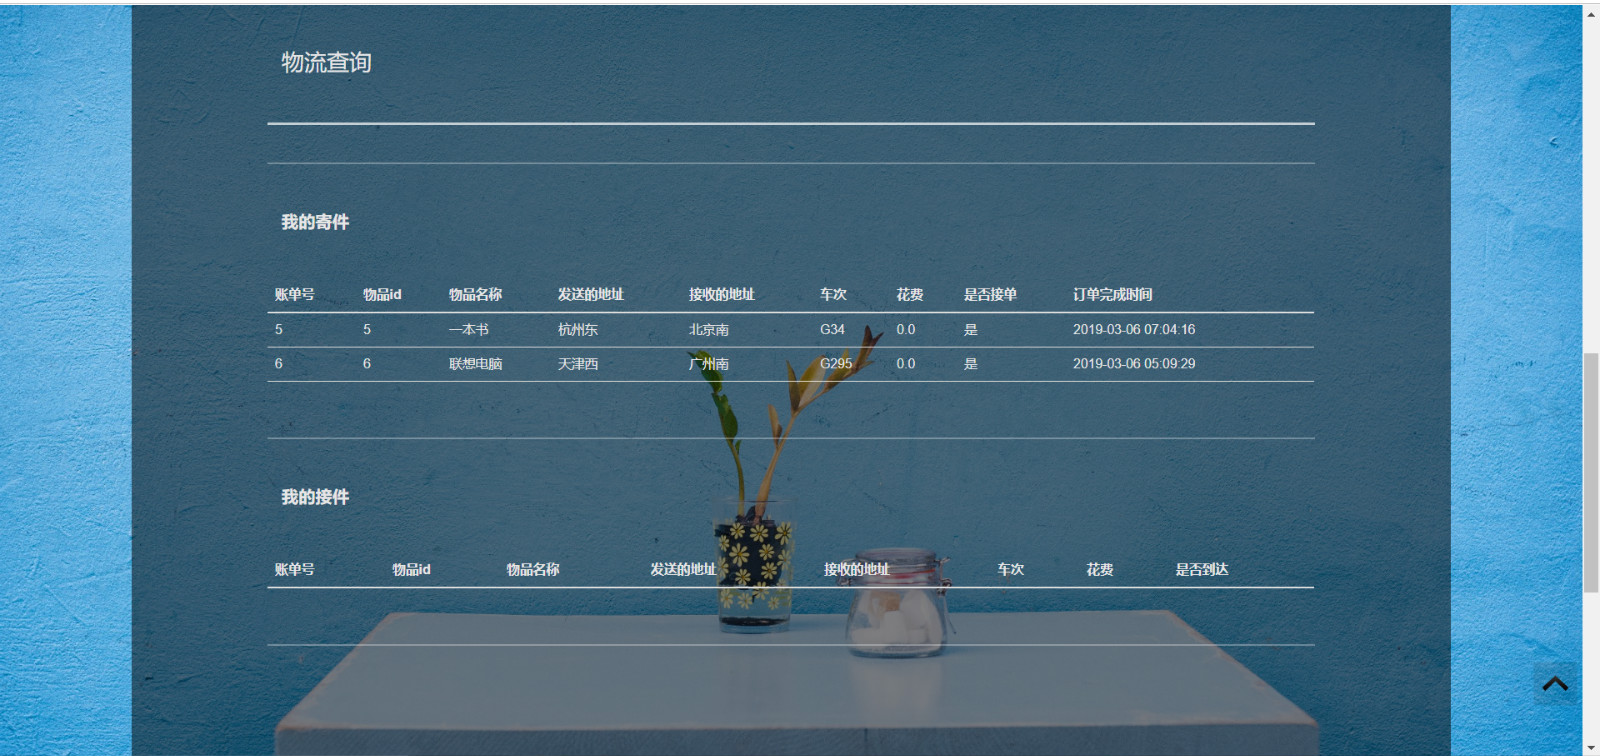 物流查询
我的寄件
账单号 物品id 物品名称 发送的地址 接收的地址 车次 花费 是否接单 订单完成时间
5 5 一本书 杭州东 北京南 G34 0.0 是 2019-03-06 07:04:16
6 6 联想电脑 天津西 广州南 G295 0.0 是 2019-03-06 05:09:29
我的接件
账单号 物品id 物品名称 发送的地址 接收的地址 车次 花费 是否到达